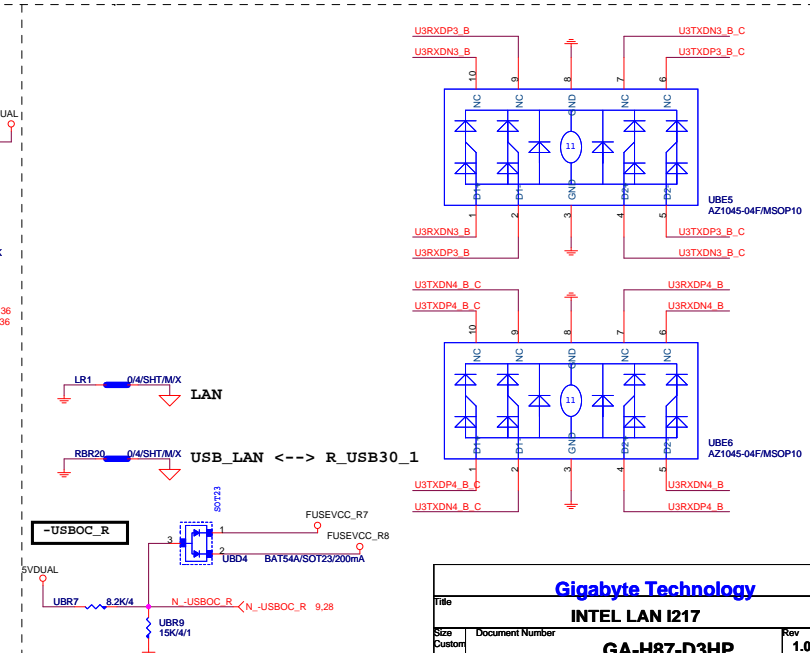 U3RXDP3_B
U3RXDN3_B
U3TXDN3_B_C
U3TXDP3_B_C
10
9
8
7
6
NC
NC
GND
NC
NC
11
D1+
D1-
GND
D2+
D2-
1
2
3
4
5
UBE5
AZ1045-04F/MSOP10
U3RXDN3_B
U3RXDP3_B
U3TXDP3_B_C
U3TXDN3_B_C
UAL
36
36
U3TXDN4_B_C
U3TXDP4_B_C
U3RXDP4_B
U3RXDN4_B
10
9
8
7
6
NC
NC
GND
NC
NC
11
D1+
D1-
GND
D2+
D2-
1
2
3
4
5
UBE6
AZ1045-04F/MSOP10
U3TXDP4_B_C
U3TXDN4_B_C
U3RXDN4_B
U3RXDP4_B
LR1
0/4/SHT/M/X
LAN
RBR20
0/4/SHT/M/X
USB_LAN <--> R_USB30_1
SOT23
-USBOC_R
3
1
2
FUSEVCC_R7
FUSEVCC_R8
UBD4
BAT54A/SOT23/200mA
5VDUAL
UBR7
8.2K/4
N_-USBOC_R
N_-USBOC_R 9,28
UBR9
15K/4/1
Gigabyte Technology
Title
INTEL LAN I217
Size
Custom
Document Number
GA-H87-D3HP
Rev
1.0